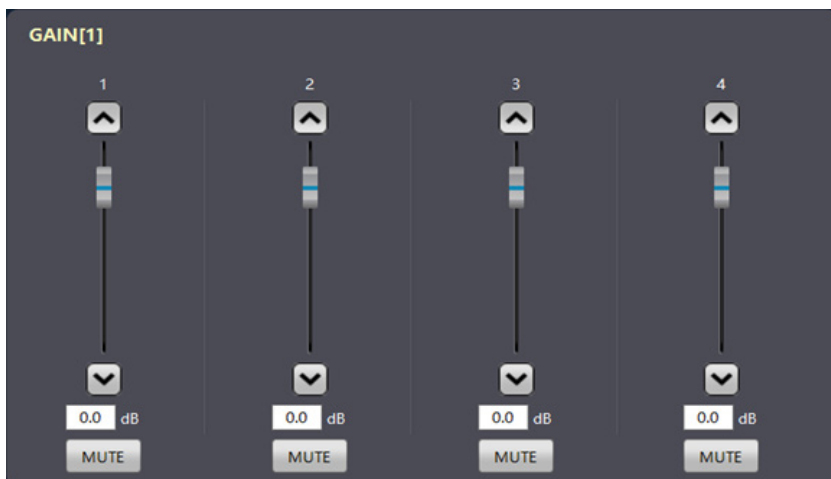 GAIN[1]
1 2 3 4
0.0 dB 0.0 dB 0.0 dB 0.0 dB
MUTE MUTE MUTE MUTE